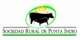 SOCIEDAD RURAL DE PUNTA INDIO